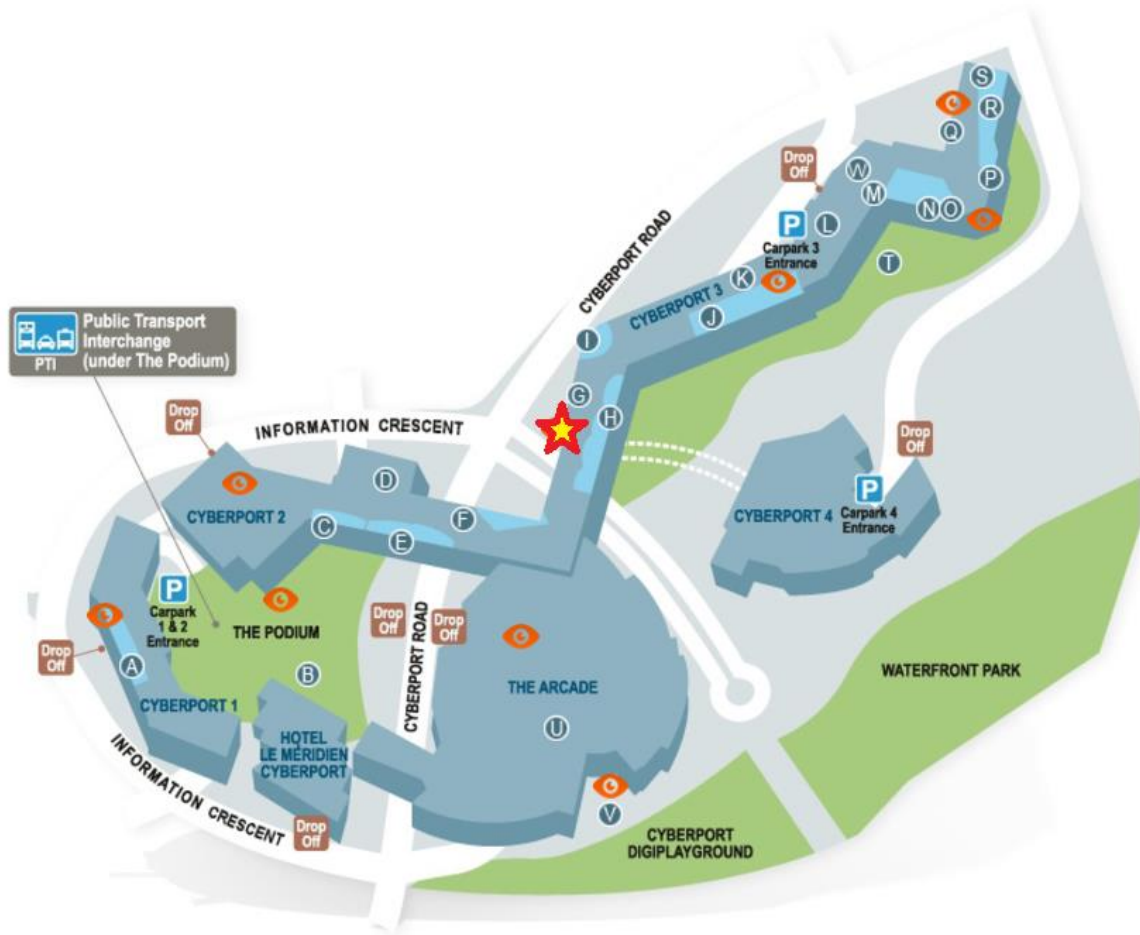 S
R
Q
Drop
Off
W
P
M
N
O
P
L
Carpark 3
Entrance
T
CYBERPORT ROAD
K
CYBERPORT 3
J
I
Public Transport
Interchange
(under The Podium)
PTI
G
H
Drop
Off
INFORMATION CRESCENT
Drop
Off
D
P
CYBERPORT 4
Carpark 4
Entrance
CYBERPORT 2
C
F
E
P
Carpark
1 & 2
Entrance
THE PODIUM
Drop
Off
Drop
Off
CYBERPORT ROAD
Drop
Off
A
B
CYBERPORT 1
THE ARCADE
U
WATERFRONT PARK
HOTEL
LE MÉRIDIEN
CYBERPORT
INFORMATION CRESCENT
Drop
Off
V
CYBERPORT
DIGIPLAYGROUND